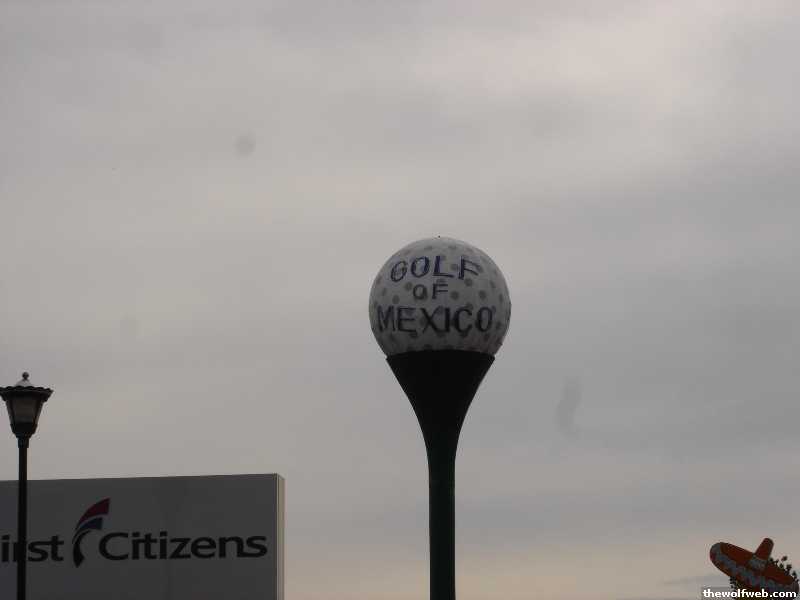 GOLF
OF
MEXICO
irst Citizens
thewolfweb.com